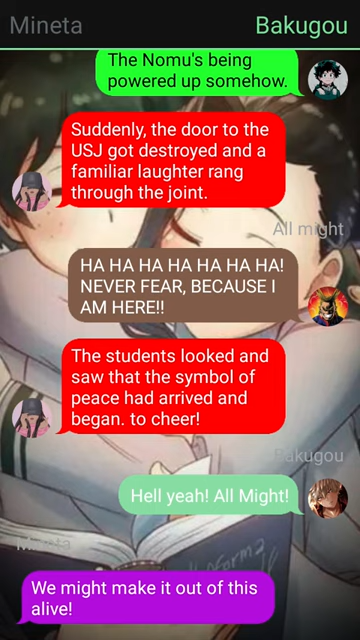 Mineta
Bakugou
The Nomu's being
powered up somehow.
Suddenly, the door to the
USJ got destroyed and a
familiar laughter rang
through the joint.
All might
HA HA HA HA HA HA HA!
NEVER FEAR, BECAUSE I
AM HERE!!
The students looked and
saw that the symbol of
peace had arrived and
began. to cheer!
Bakugou
Hell yeah! All Might!
Mineta
We might make it out of this
alive!